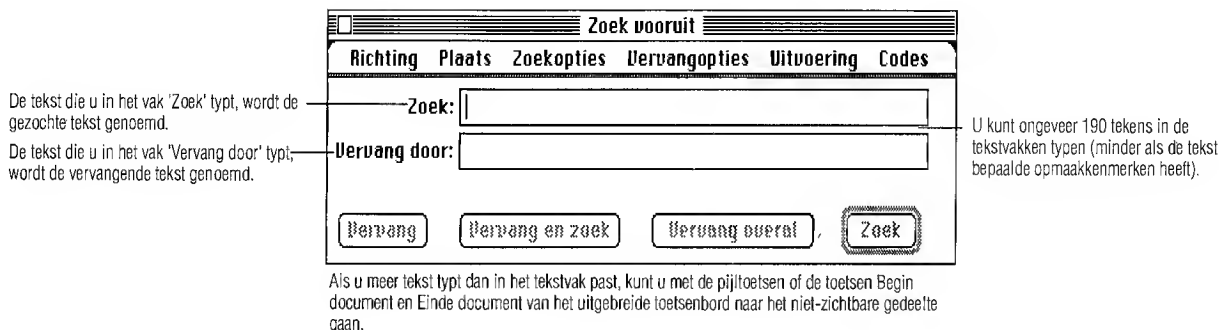 Zoek vooruit
Richting Plaats Zoekopties Vervangopties Uitvoering Codes
De tekst die u in het vak 'Zoek' typt, wordt de
gezochte tekst genoemd.
Zoek:
U kunt ongeveer 190 tekens in de
tekstvakken typen (minder als de tekst
bepaalde opmaakkenmerken heeft).
De tekst die u in het vak 'Vervang door' typt,
wordt de vervangende tekst genoemd.
Vervang door:
Vervang Vervang en zoek Vervang overal Zoek
Als u meer tekst typt dan in het tekstvak past, kunt u met de pijltoetsen of de toetsen Begin
document en Einde document van het uitgebreide toetsenbord naar het niet-zichtbare gedeelte
gaan.